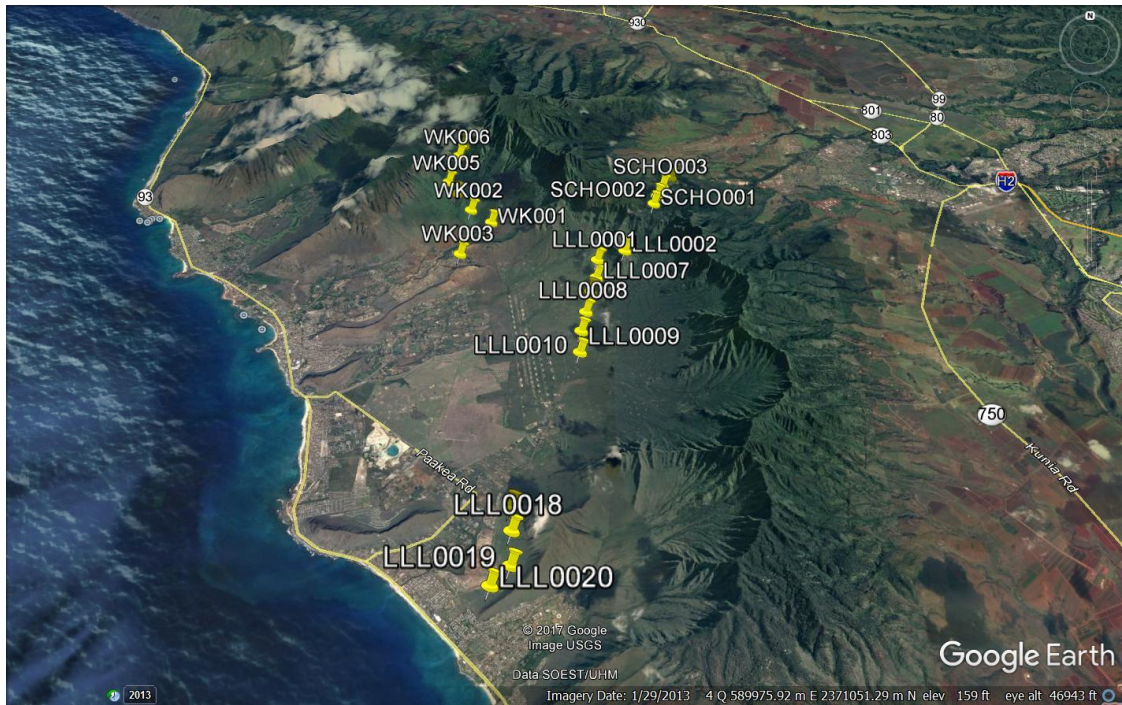 930
N
99
801
80
803
WK006
WK005
SCHO003
H2
93
WK002
SCHO002
SCHO001
WK001
WK003
LLL0001
LLL0002
LLL0007
LLL0008
LLL0009
LLL0010
750
Paakea Rd
Kunia Rd
LLL0018
LLL0019
LLL0020
© 2017 Google
Image USGS
Data SOEST/UHM
Google Earth
2013
Imagery Date: 1/29/2013 4 Q 589975.92 m E 2371051.29 m N elev 159 ft eye alt 46943 ft